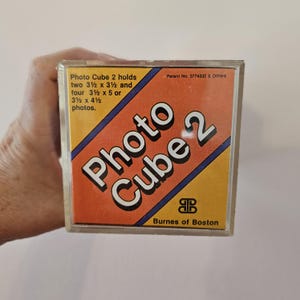 Photo Cube 2 holds
two 3½ x 3½ and
four 3½ x 5 or
3½ x 4½
photos.
Patent No. 3774332 & Others
Photo
Cube 2
Burnes of Boston